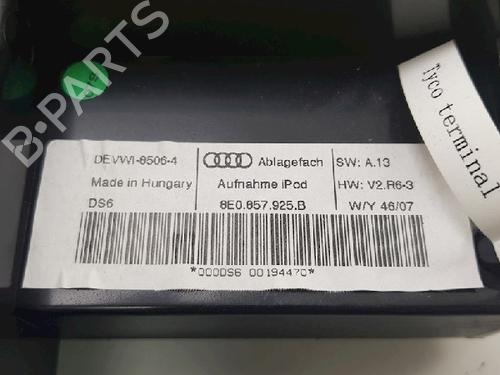 B-PARTS
Tyco terminal
DEVWI-8506-4 Ablagefach SW: A.13
Made in Hungary Aufnahme iPod HW: V2.R6-3
DS6 8E0.857.925.B W/Y 46/07
*000DS6 00194470*